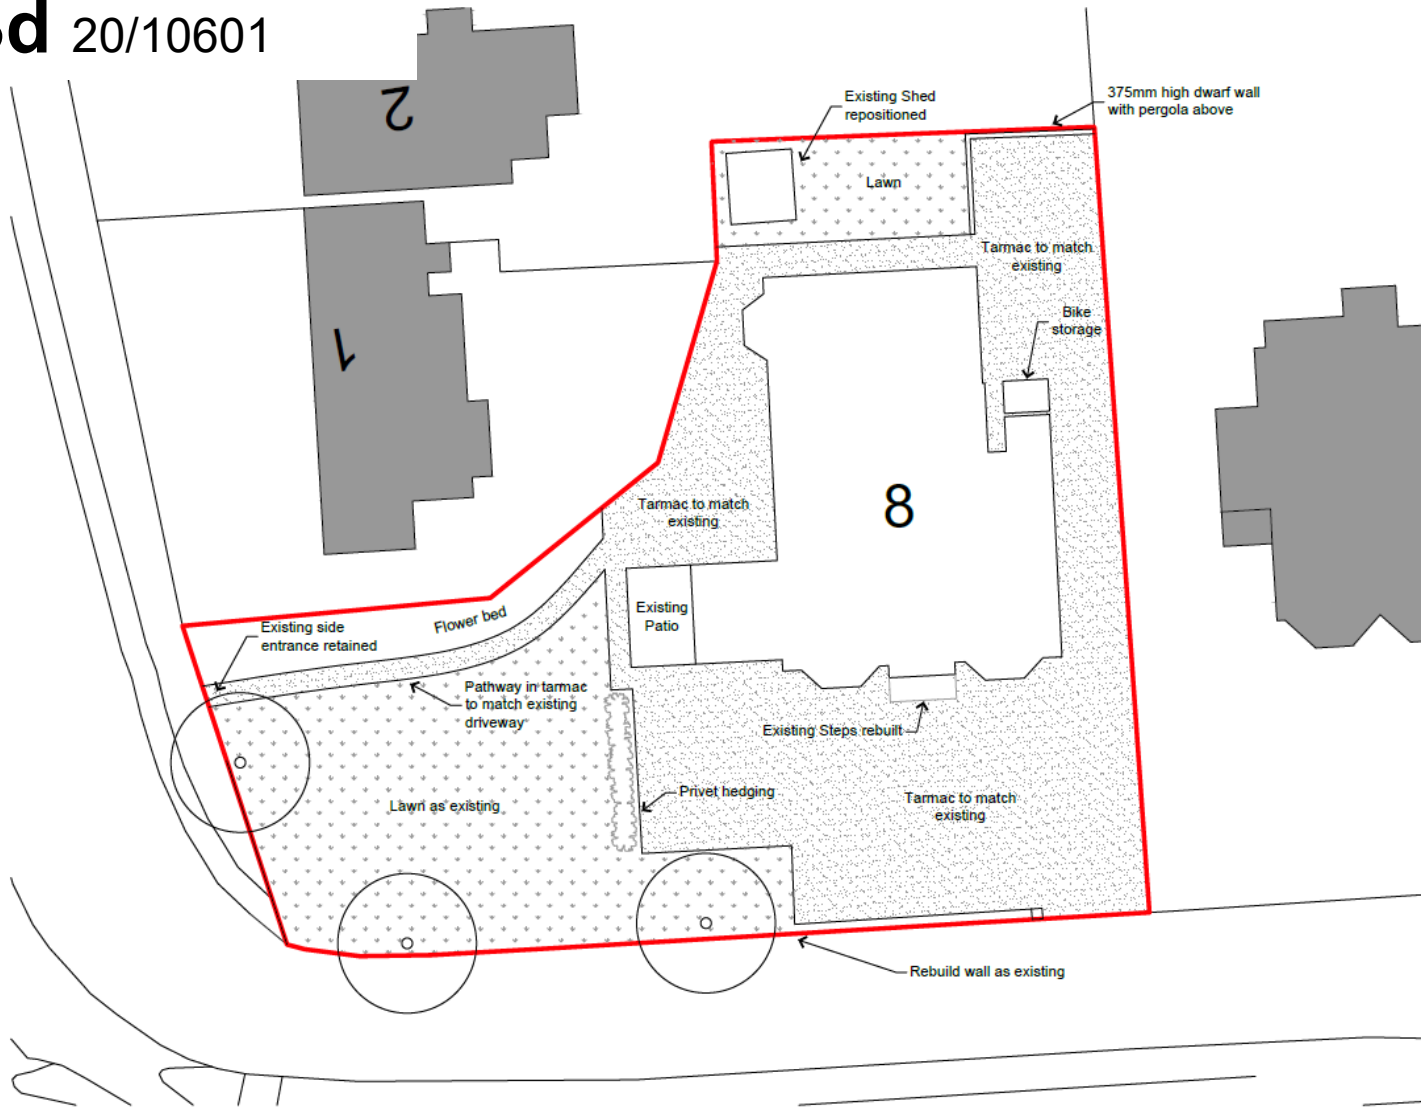 d 20/10601
2
Existing Shed
repositioned
375mm high dwarf wall
with pergola above
Lawn
Tarmac to match
existing
Bike
storage
1
8
Tarmac to match
existing
Existing
Patio
Flower bed
Existing side
entrance retained
Pathway in tarmac
to match existing
driveway
Existing Steps rebuilt
Privet hedging
Lawn as existing
Tarmac to match
existing
Rebuild wall as existing